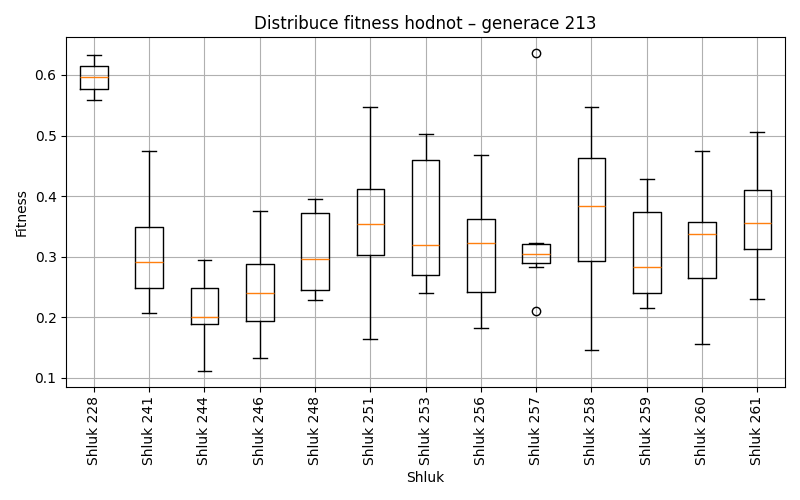 Distribuce fitness hodnot – generace 213
Fitness
0.6
0.5
0.4
0.3
0.2
0.1
Shluk 228
Shluk 241
Shluk 244
Shluk 246
Shluk 248
Shluk 251
Shluk 253
Shluk 256
Shluk 257
Shluk 258
Shluk 259
Shluk 260
Shluk 261
Shluk